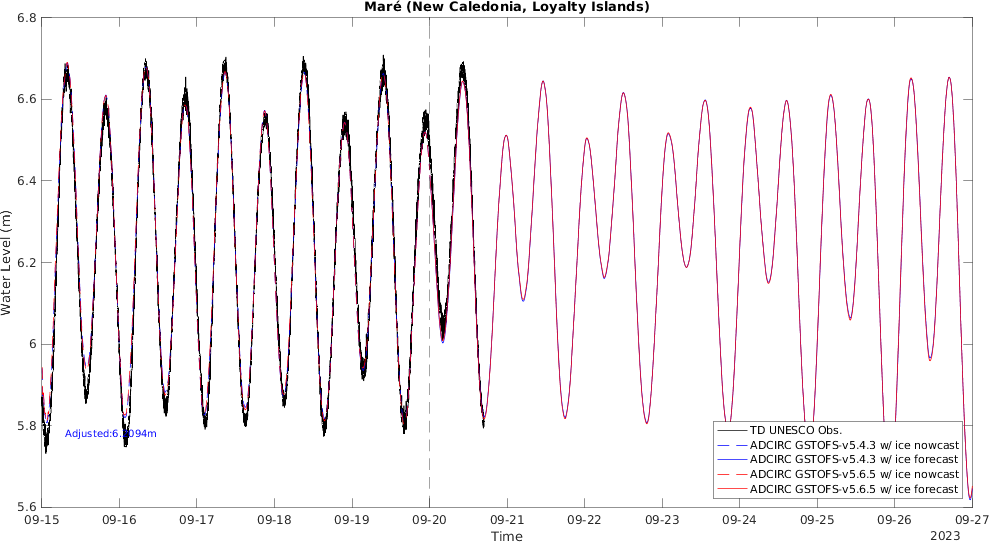 Maré (New Caledonia, Loyalty Islands)
6.8
6.6
6.4
6.2
6
5.8
5.6
Water Level (m)
09-15
09-16
09-17
09-18
09-19
09-20
09-21
09-22
09-23
09-24
09-25
09-26
09-27
Time
2023
TD UNESCO Obs.
ADCIRC GSTOFS-v5.4.3 w/ ice nowcast
ADCIRC GSTOFS-v5.4.3 w/ ice forecast
ADCIRC GSTOFS-v5.6.5 w/ ice nowcast
ADCIRC GSTOFS-v5.6.5 w/ ice forecast